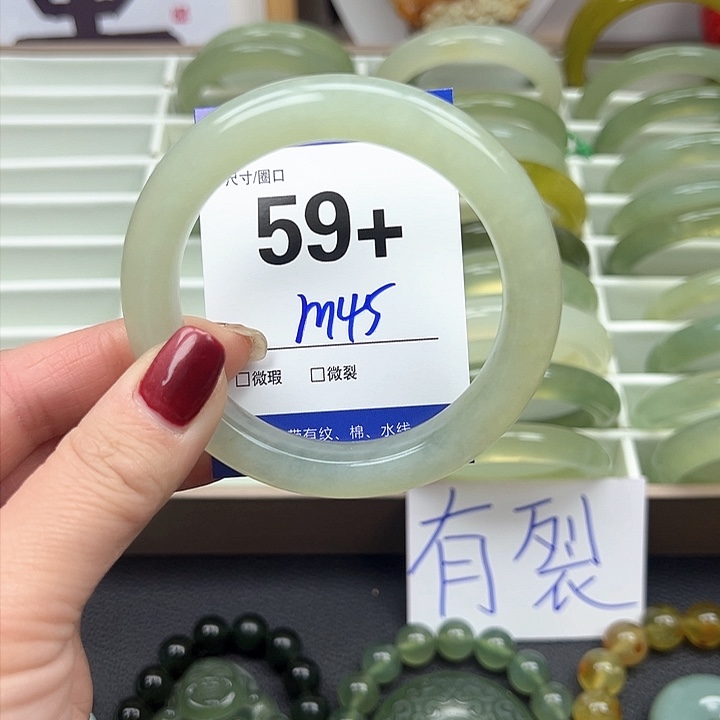 尺寸/圈口
59+
m45
□微瑕 □微裂
带有纹、棉、水线
有裂